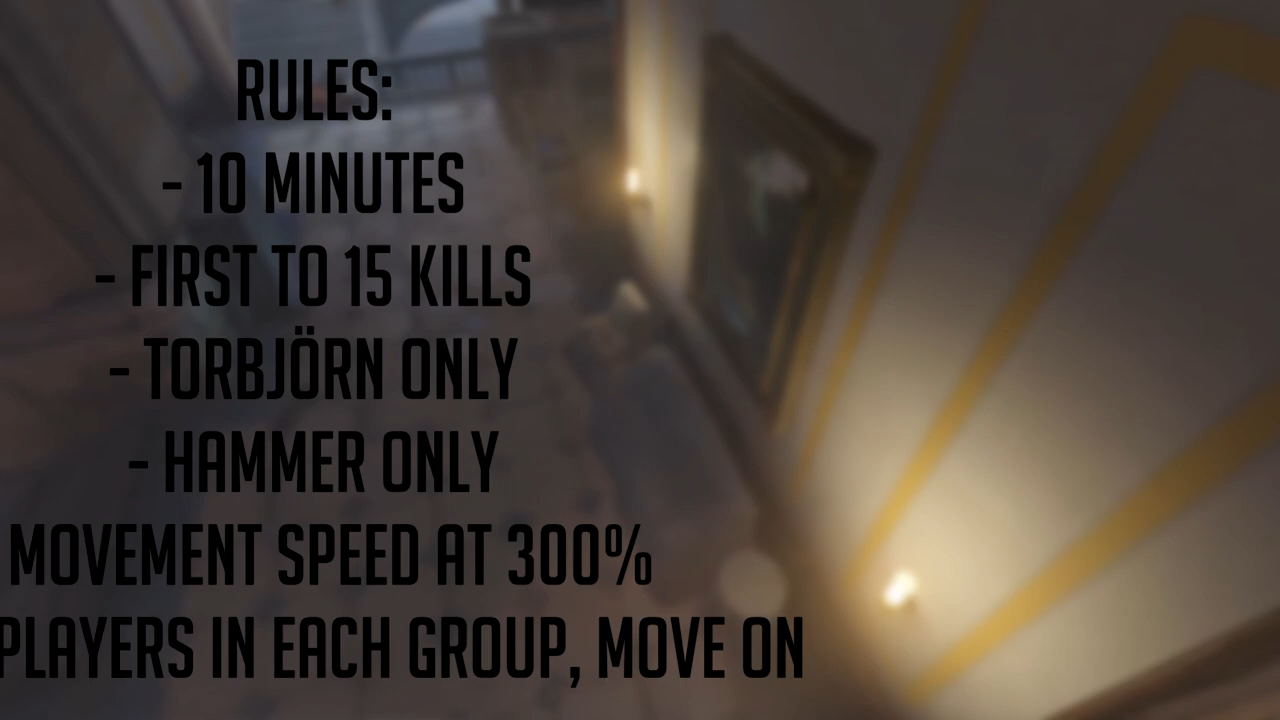 RULES:
- 10 MINUTES
- FIRST TO 15 KILLS
- TORBJÖRN ONLY
- HAMMER ONLY
MOVEMENT SPEED AT 300%
PLAYERS IN EACH GROUP, MOVE ON